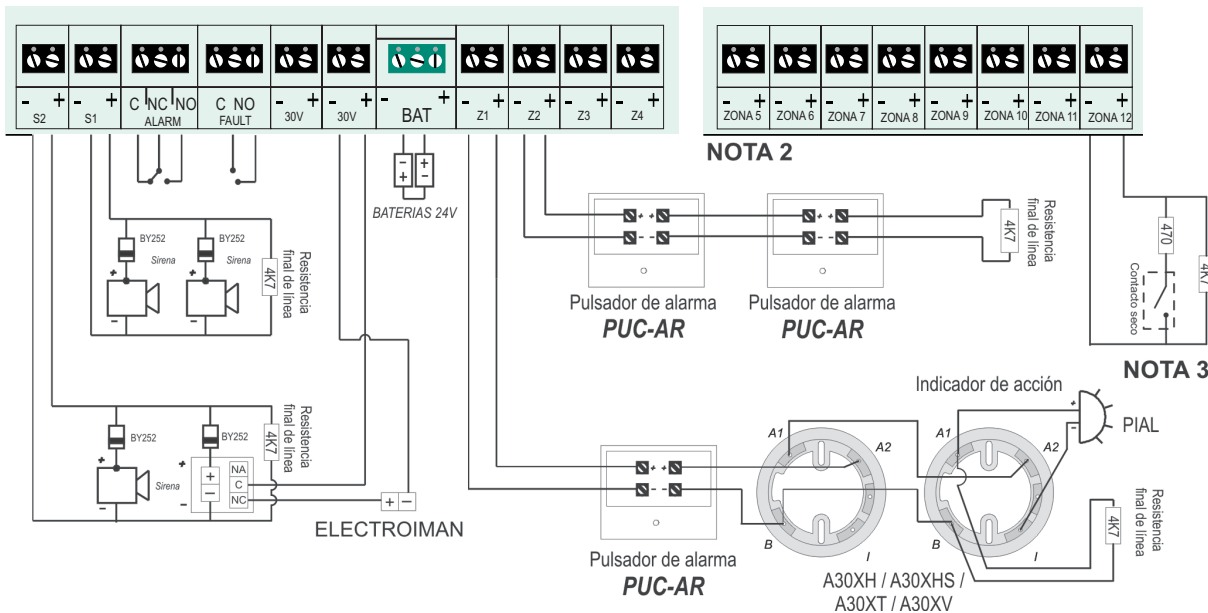 - + - + C NC NO C NO - + - + - + - + - + - + - +
S2 S1 ALARM FAULT 30V 30V BAT Z1 Z2 Z3 Z4
- + - + - + - + - + - + - + - +
ZONA 5 ZONA 6 ZONA 7 ZONA 8 ZONA 9 ZONA 10 ZONA 11 ZONA 12
NOTA 2
- + + -
BATERIAS 24V
BY252
Sirena
+
-
BY252
Sirena
+
-
4K7
Resistencia
final de línea
+ + + +
- - - -
Pulsador de alarma
PUC-AR
Pulsador de alarma
PUC-AR
4K7
Resistencia
final de línea
470
Contacto seco
4K7
NOTA 3
BY252
+
Sirena
-
BY252
+
+
-
-
NA
C
NC
4K7
Resistencia
final de línea
+ -
ELECTROIMAN
+ + + +
- - - -
Pulsador de alarma
PUC-AR
A1
A2
B
I
Indicador de acción
A1
A2
B
I
+
-
PIAL
4K7
Resistencia
final de línea
A30XH / A30XHS /
A30XT / A30XV